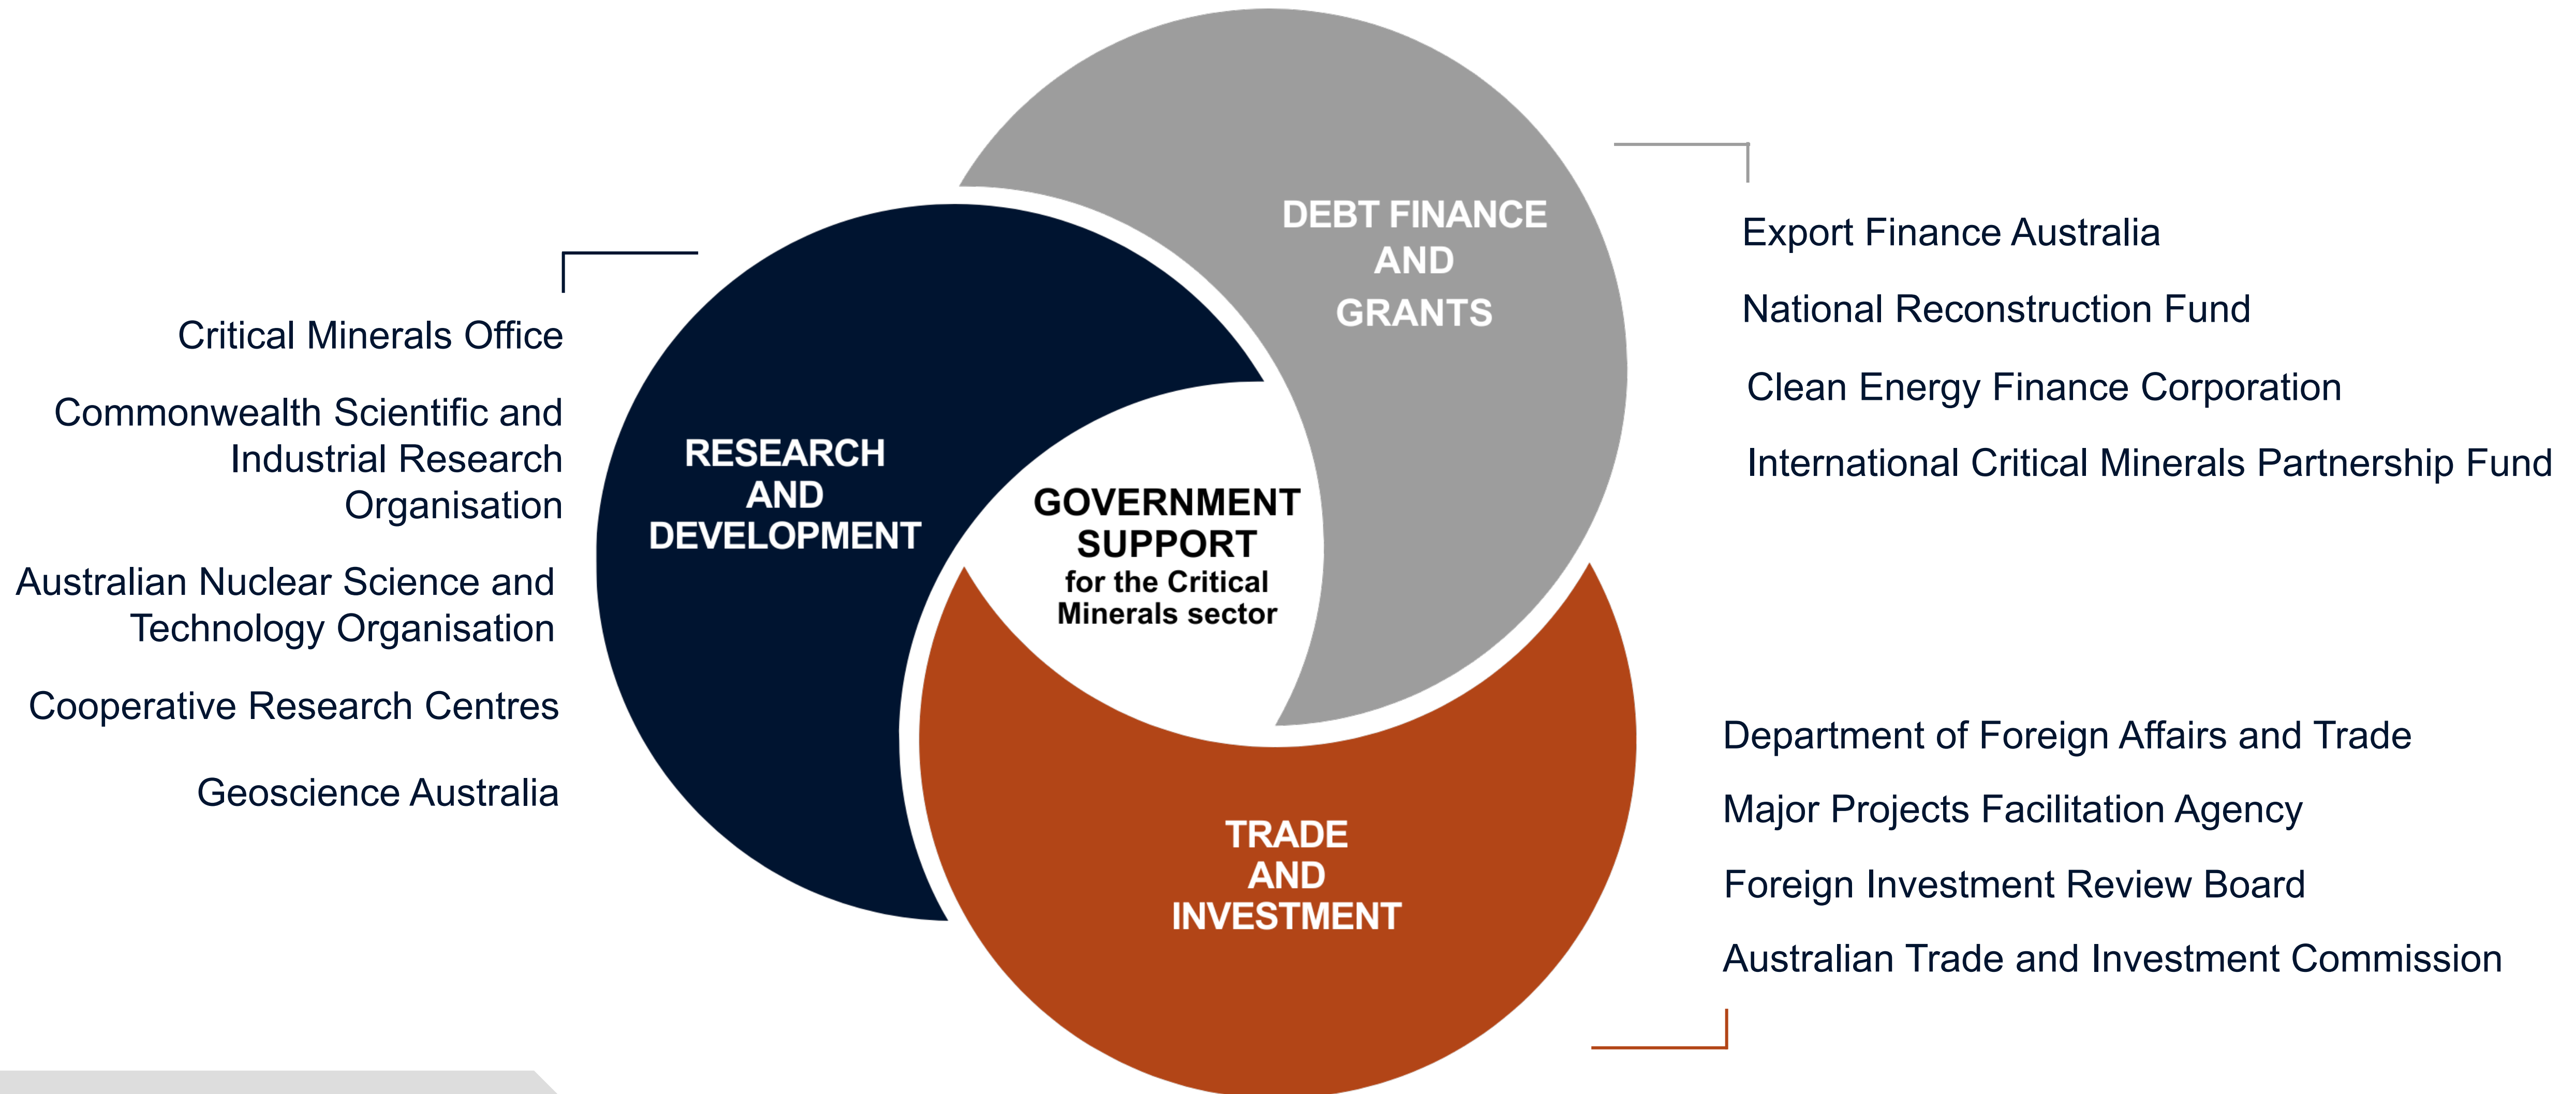 DEBT FINANCE
AND
GRANTS
Export Finance Australia
National Reconstruction Fund
Clean Energy Finance Corporation
International Critical Minerals Partnership Fund
Critical Minerals Office
Commonwealth Scientific and
Industrial Research
Organisation
Australian Nuclear Science and
Technology Organisation
Cooperative Research Centres
Geoscience Australia
RESEARCH
AND
DEVELOPMENT
GOVERNMENT
SUPPORT
for the Critical
Minerals sector
TRADE
AND
INVESTMENT
Department of Foreign Affairs and Trade
Major Projects Facilitation Agency
Foreign Investment Review Board
Australian Trade and Investment Commission